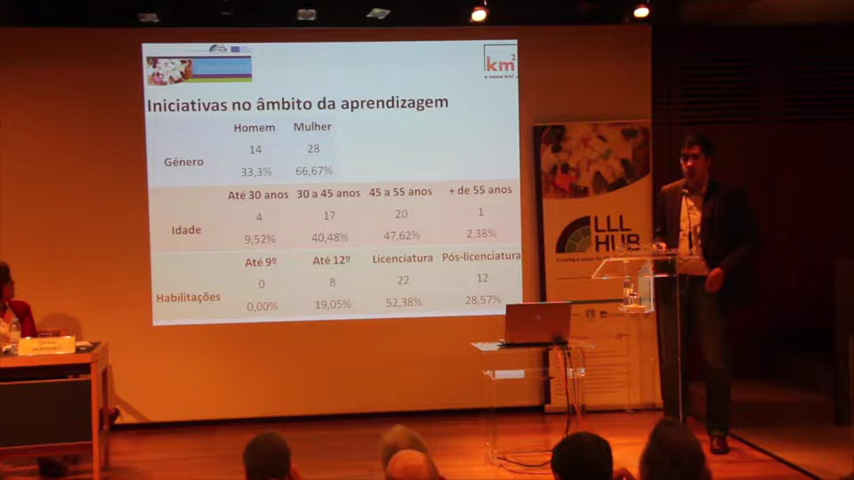 km²
Iniciativas no âmbito da aprendizagem
Homem Mulher
Género
14 28
33,3% 66,67%
Até 30 anos 30 a 45 anos 45 a 55 anos + de 55 anos
Idade
4 17 20 1
9,52% 40,48% 47,62% 2,38%
Até 9º Até 12º Licenciatura Pós-licenciatura
Habilitações
0 8 22 12
0,00% 19,05% 52,38% 28,57%
LLL
HUB